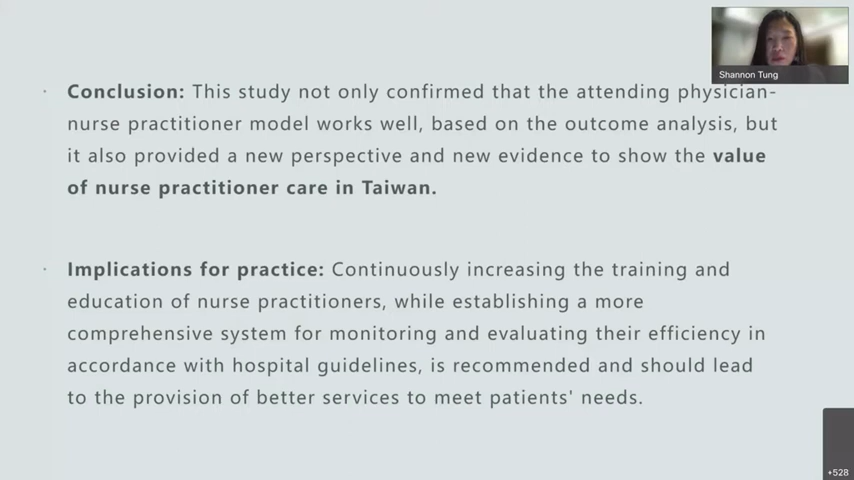 Shannon Tung
· Conclusion: This study not only confirmed that the attending physician-
nurse practitioner model works well, based on the outcome analysis, but
it also provided a new perspective and new evidence to show the value
of nurse practitioner care in Taiwan.
· Implications for practice: Continuously increasing the training and
education of nurse practitioners, while establishing a more
comprehensive system for monitoring and evaluating their efficiency in
accordance with hospital guidelines, is recommended and should lead
to the provision of better services to meet patients' needs.
+528